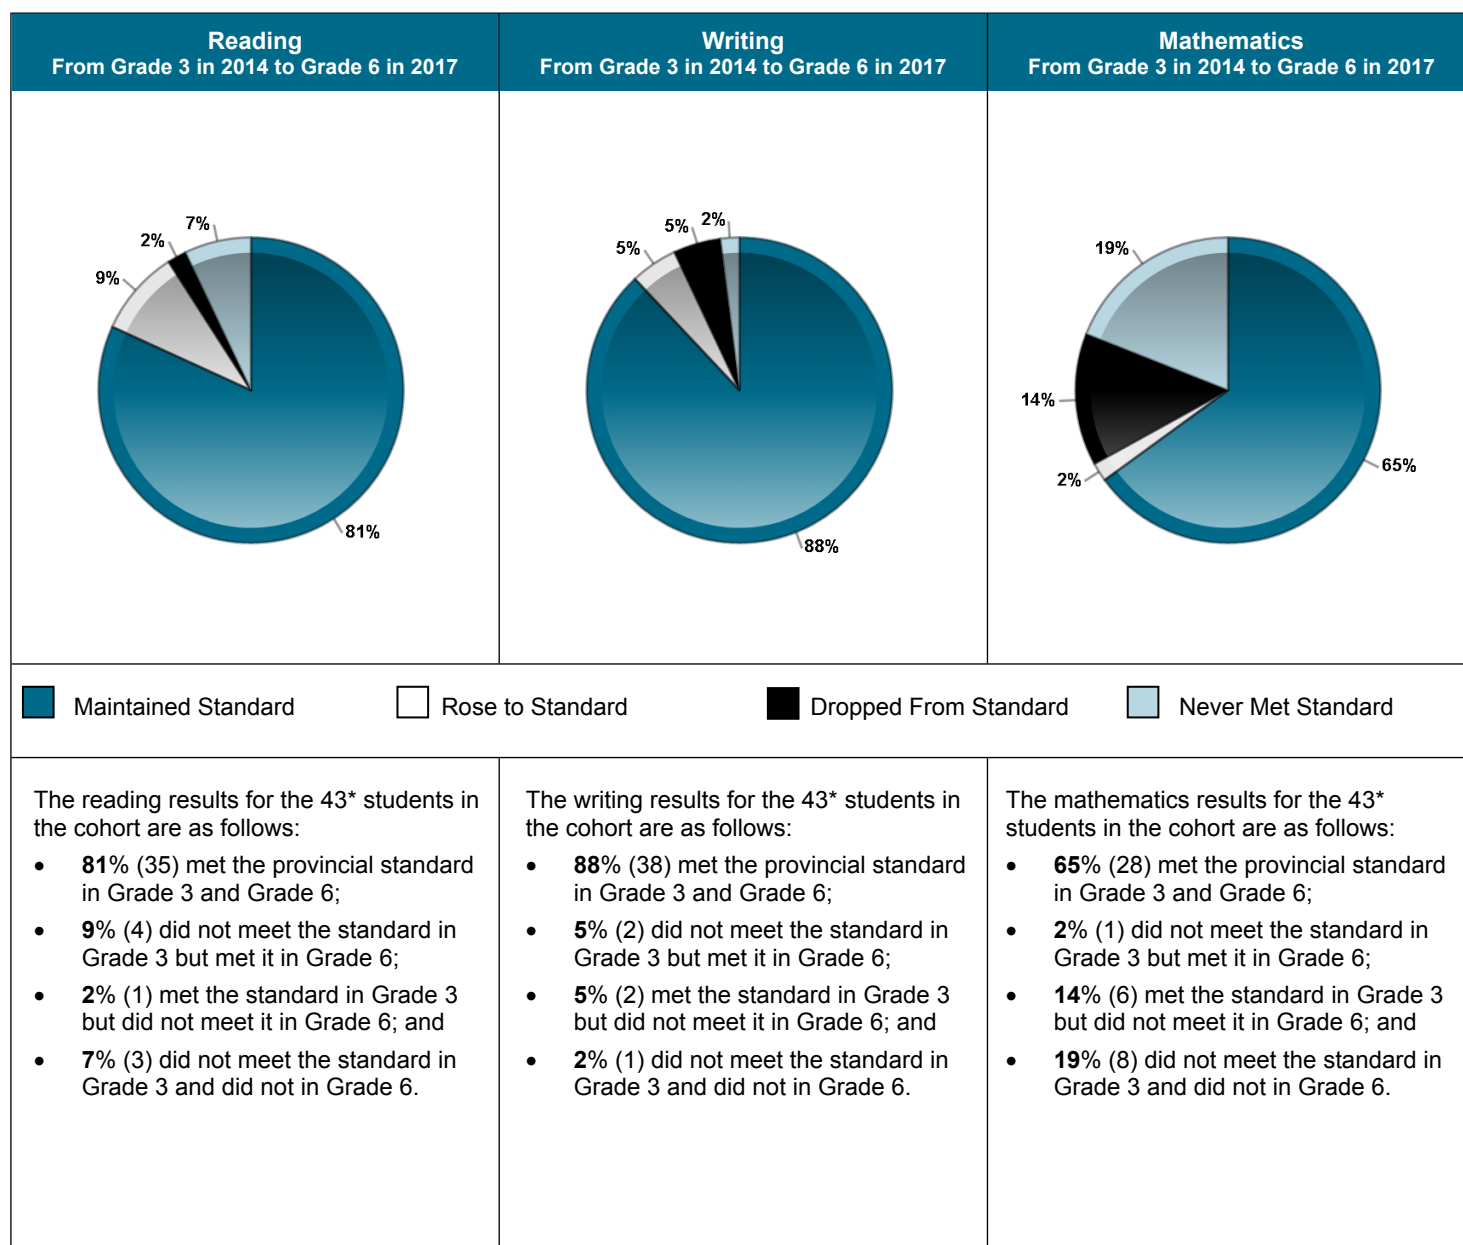 Reading
From Grade 3 in 2014 to Grade 6 in 2017
Writing
From Grade 3 in 2014 to Grade 6 in 2017
Mathematics
From Grade 3 in 2014 to Grade 6 in 2017
7%
2%
9%
81%
2%
5%
5%
88%
19%
14%
2%
65%
Maintained Standard
Rose to Standard
Dropped From Standard
Never Met Standard
The reading results for the 43* students in
the cohort are as follows:
• 81% (35) met the provincial standard
in Grade 3 and Grade 6;
• 9% (4) did not meet the standard in
Grade 3 but met it in Grade 6;
• 2% (1) met the standard in Grade 3
but did not meet it in Grade 6; and
• 7% (3) did not meet the standard in
Grade 3 and did not in Grade 6.
The writing results for the 43* students in
the cohort are as follows:
• 88% (38) met the provincial standard
in Grade 3 and Grade 6;
• 5% (2) did not meet the standard in
Grade 3 but met it in Grade 6;
• 5% (2) met the standard in Grade 3
but did not meet it in Grade 6; and
• 2% (1) did not meet the standard in
Grade 3 and did not in Grade 6.
The mathematics results for the 43*
students in the cohort are as follows:
• 65% (28) met the provincial standard
in Grade 3 and Grade 6;
• 2% (1) did not meet the standard in
Grade 3 but met it in Grade 6;
• 14% (6) met the standard in Grade 3
but did not meet it in Grade 6; and
• 19% (8) did not meet the standard in
Grade 3 and did not in Grade 6.